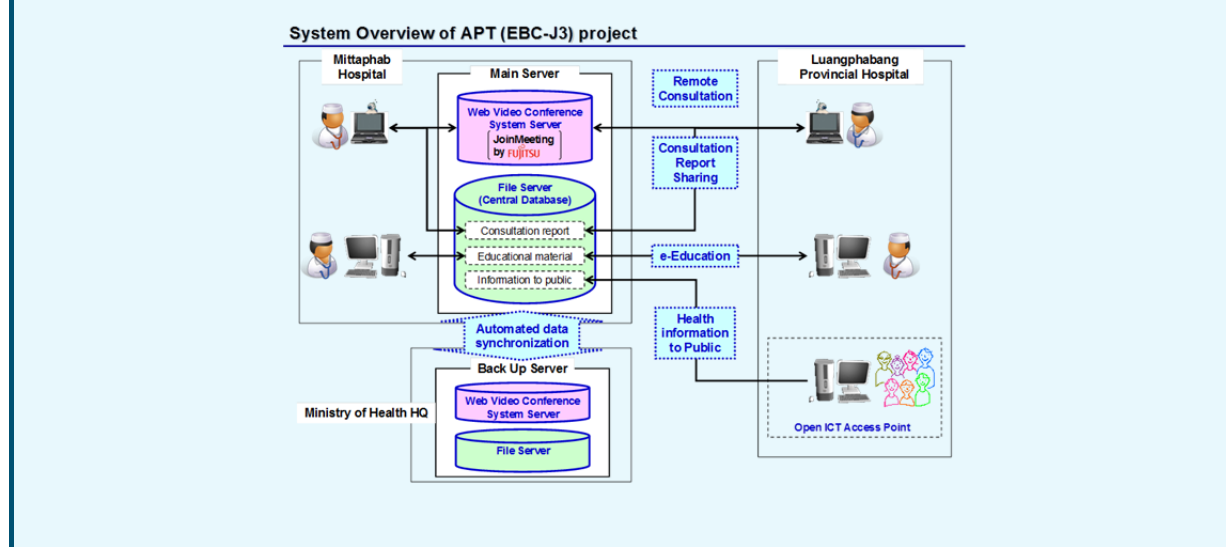 System Overview of APT (EBC-J3) project
Mittaphab
Hospital
Main Server
Web Video Conference
System Server
JoinMeeting
by FUJITSU
File Server
(Central Database)
Consultation report
Educational material
Information to public
Remote
Consultation
Consultation
Report
Sharing
e-Education
Health
information
to Public
Luangphabang
Provincial Hospital
Open ICT Access Point
Automated data
synchronization
Back Up Server
Ministry of Health HQ
Web Video Conference
System Server
File Server